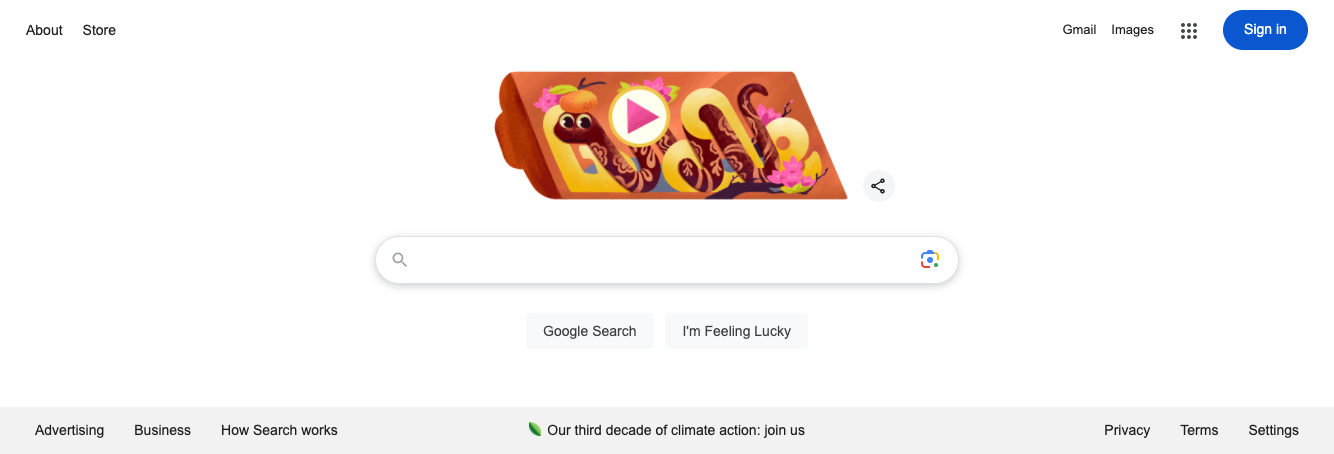 About Store Gmail Images Sign in
Google Search I'm Feeling Lucky
Advertising Business How Search works Our third decade of climate action: join us Privacy Terms Settings